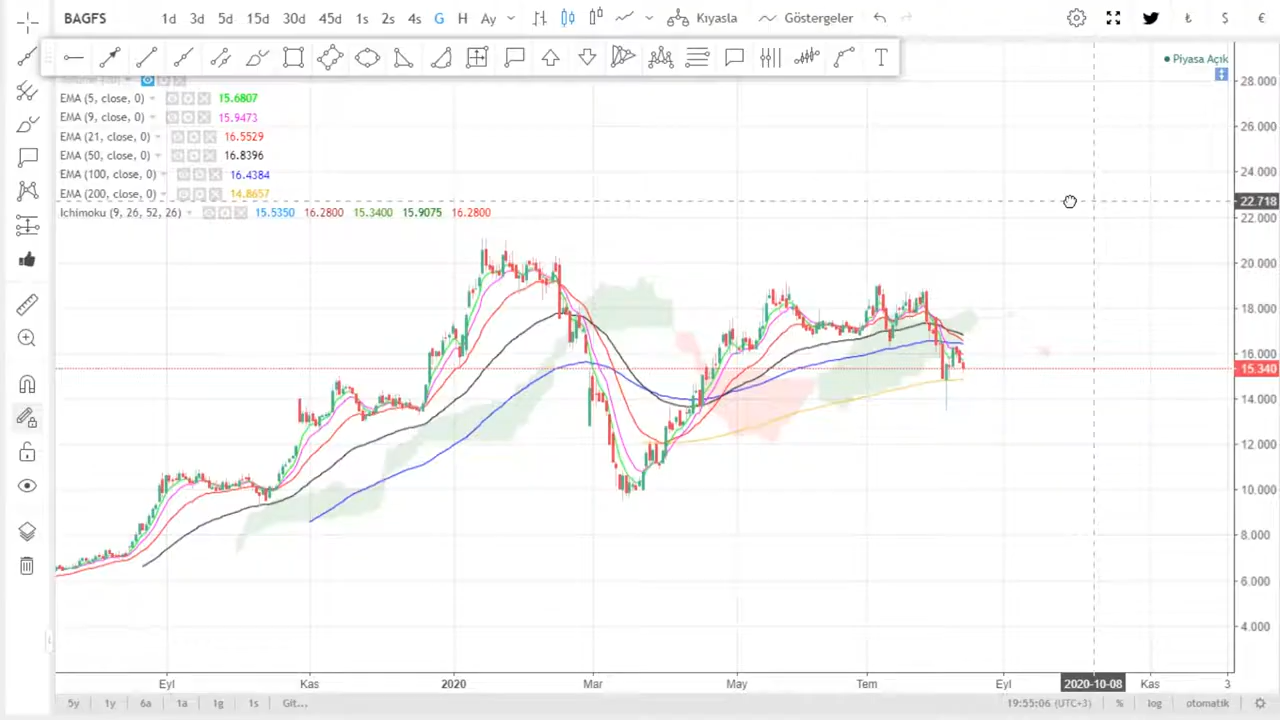 BAGFS 1d 3d 5d 15d 30d 45d 1s 2s 4s G H Ay Kıyasla Göstergeler ₺ $ €
T
Piyasa Açık
EMA (5, close, 0) 15.6807
EMA (9, close, 0) 15.9473
EMA (21, close, 0) 16.5529
EMA (50, close, 0) 16.8396
EMA (100, close, 0) 16.4384
EMA (200, close, 0) 14.8657
Ichimoku (9, 26, 52, 26) 15.5350 16.2800 15.3400 15.9075 16.2800
28.000
26.000
24.000
22.718
22.000
20.000
18.000
16.000
15.340
14.000
12.000
10.000
8.000
6.000
4.000
Eyl Kas 2020 Mar May Tem Eyl 2020-10-08 Kas 3
5y 1y 6a 1a 1g 1s Git... 19:55:06 (UTC+3) % log otomatik